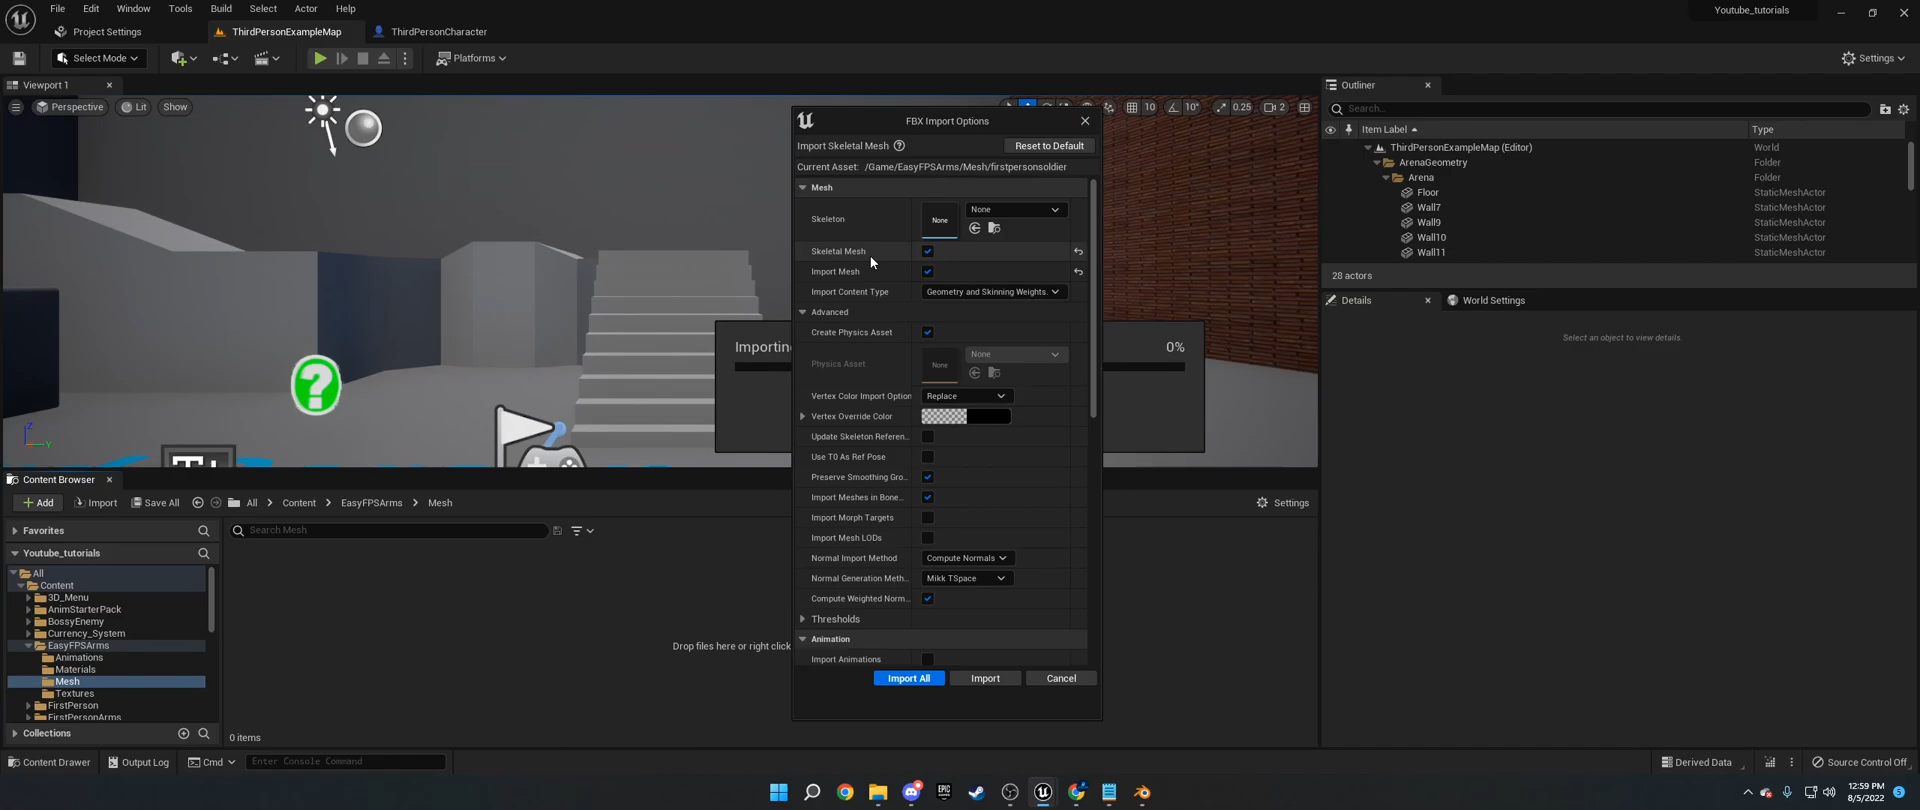 File Edit Window Tools Build Select Actor Help
Youtube_tutorials
Project Settings ThirdPersonExampleMap ThirdPersonCharacter
Select Mode Platforms Settings
Viewport 1
Perspective Lit Show
10 10° 0.25 2
FBX Import Options
Import Skeletal Mesh ? Reset to Default
Current Asset: /Game/EasyFPSArms/Mesh/firstpersonsoldier
Mesh
Skeleton None None
Skeletal Mesh
Import Mesh
Import Content Type Geometry and Skinning Weights.
Advanced
Create Physics Asset
Physics Asset None None
Vertex Color Import Option Replace
Vertex Override Color
Update Skeleton Referen...
Use T0 As Ref Pose
Preserve Smoothing Gro...
Import Meshes in Bone...
Import Morph Targets
Import Mesh LODs
Normal Import Method Compute Normals
Normal Generation Meth... Mikk TSpace
Compute Weighted Norm...
Thresholds
Animation
Import Animations
Import All Import Cancel
Importing
0%
?
Z
Y
Outliner
Search...
Item Label Type
ThirdPersonExampleMap (Editor) World
ArenaGeometry Folder
Arena Folder
Floor StaticMeshActor
Wall7 StaticMeshActor
Wall9 StaticMeshActor
Wall10 StaticMeshActor
Wall11 StaticMeshActor
28 actors
Details World Settings
Select an object to view details.
Content Browser
Add Import Save All All Content EasyFPSArms Mesh Settings
Favorites
Search Mesh
Youtube_tutorials
All
Content
3D_Menu
AnimStarterPack
BossyEnemy
Currency_System
EasyFPSArms
Animations
Materials
Mesh
Textures
FirstPerson
FirstPersonArms
Collections
Drop files here or right click
0 items
Content Drawer Output Log Cmd Enter Console Command Derived Data Source Control Off
EPIC
12:59 PM
8/5/2022
5